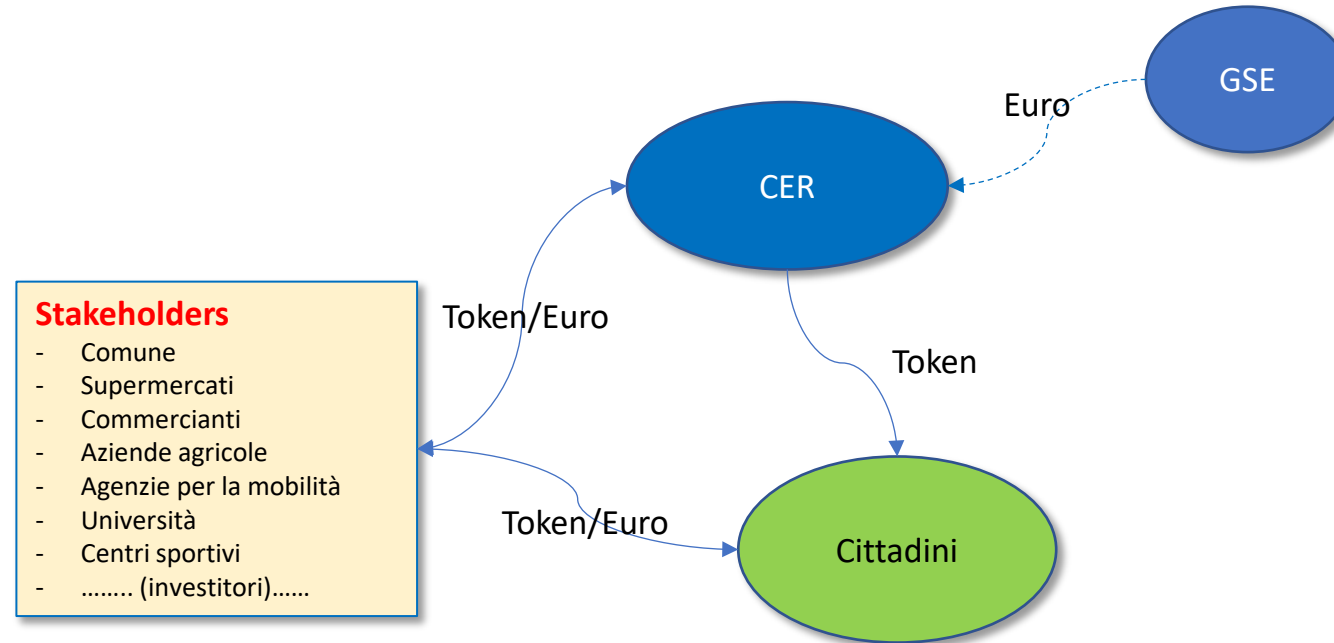 GSE
Euro
CER
Token/Euro
Stakeholders
- Comune
- Supermercati
- Commercianti
- Aziende agricole
- Agenzie per la mobilità
- Università
- Centri sportivi
- …….. (investitori)……
Token
Token/Euro
Cittadini